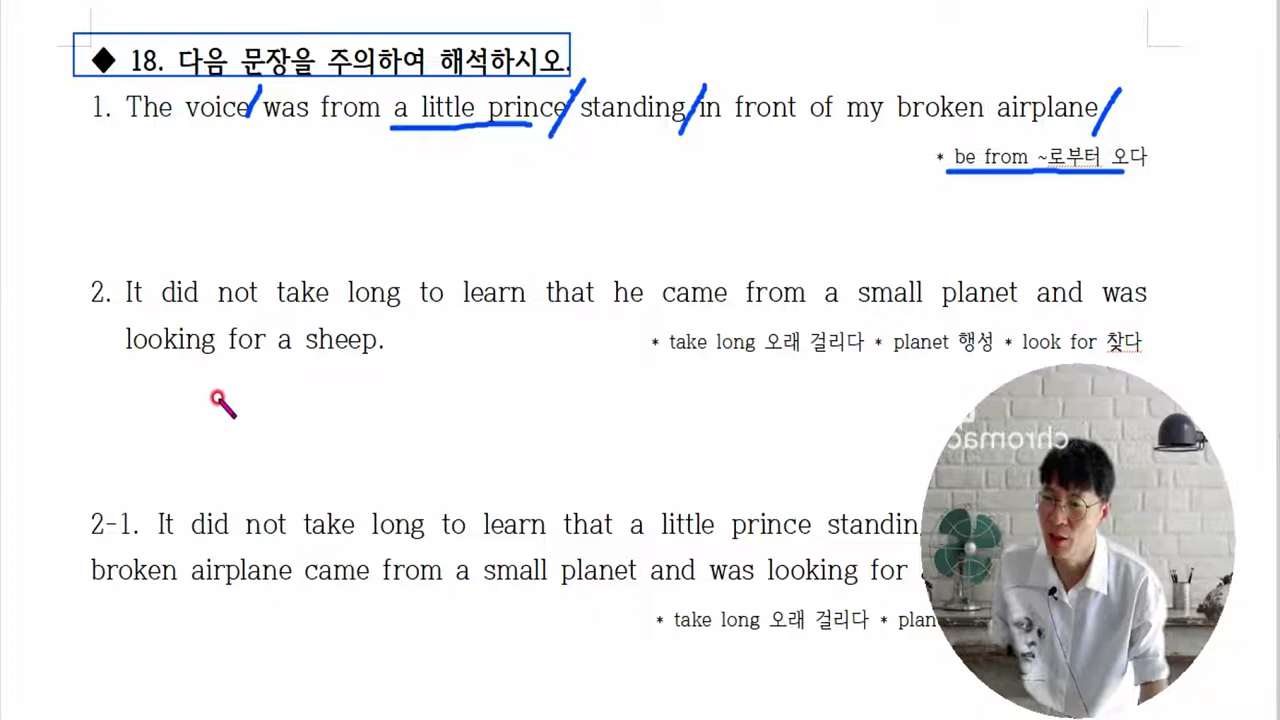 ◆ 18. 다음 문장을 주의하여 해석하시오.
1. The voice was from a little prince standing in front of my broken airplane
* be from ~로부터 오다
2. It did not take long to learn that he came from a small planet and was
looking for a sheep.
* take long 오래 걸리다 * planet 행성 * look for 찾다
2-1. It did not take long to learn that a little prince
broken airplane came from a small planet and was looking for
* take long 오래 걸리다 *